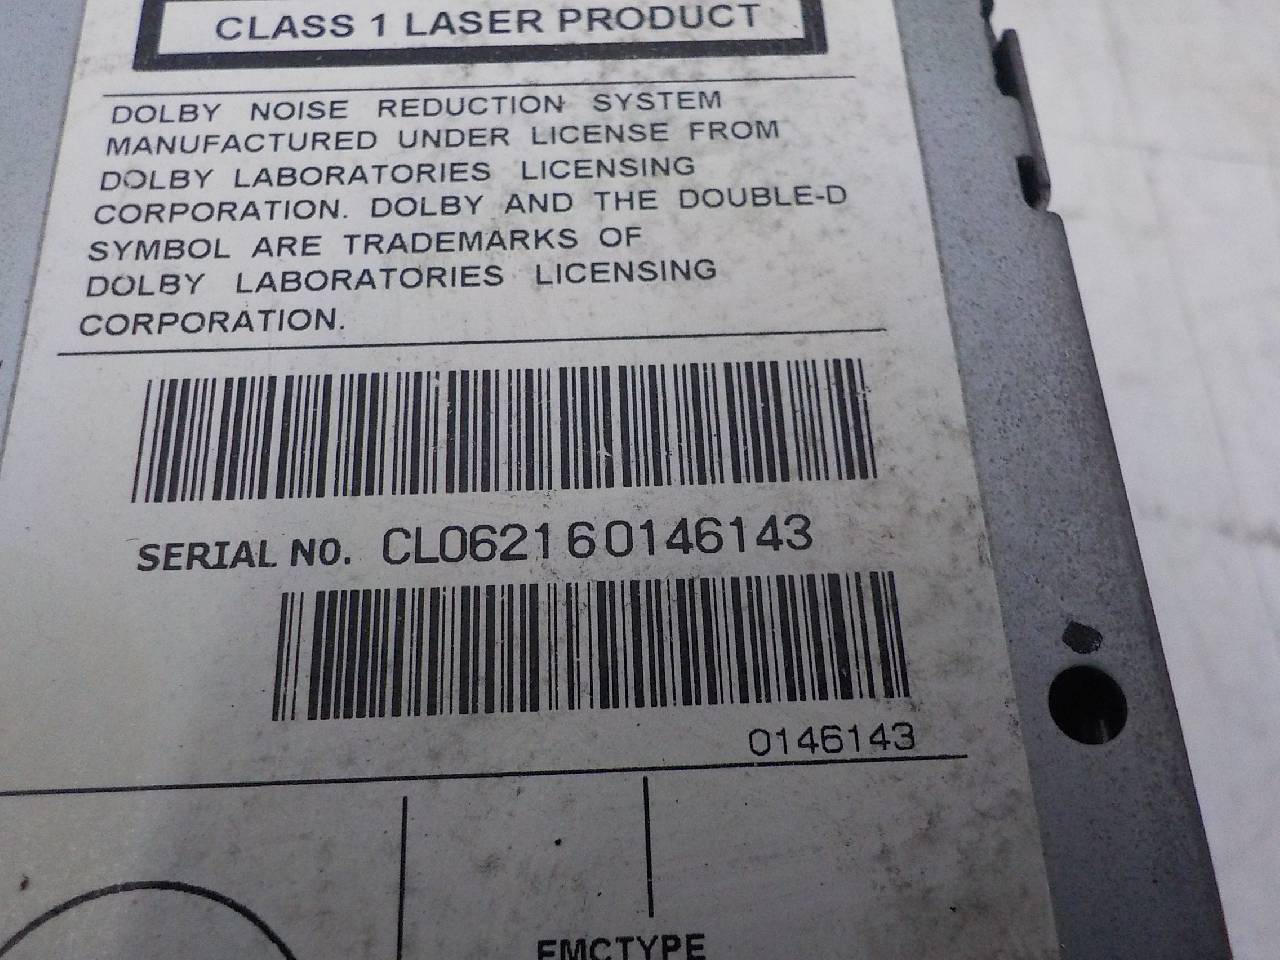 CLASS 1 LASER PRODUCT
DOLBY NOISE REDUCTION SYSTEM
MANUFACTURED UNDER LICENSE FROM
DOLBY LABORATORIES LICENSING
CORPORATION. DOLBY AND THE DOUBLE-D
SYMBOL ARE TRADEMARKS OF
DOLBY LABORATORIES LICENSING
CORPORATION.
SERIAL NO. CL062160146143
0146143
EMCTYPE